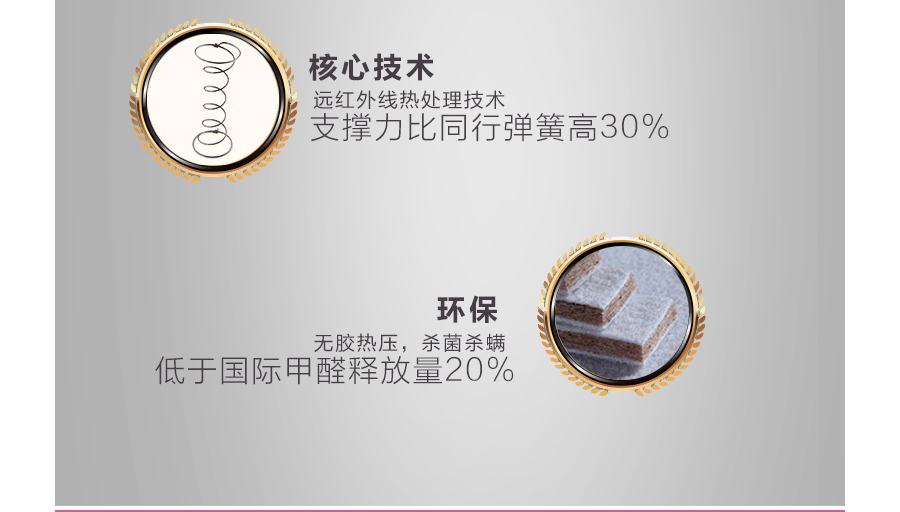 核心技术
远红外线热处理技术
支撑力比同行弹簧高30%
环保
无胶热压，杀菌杀螨
低于国际甲醛释放量20%